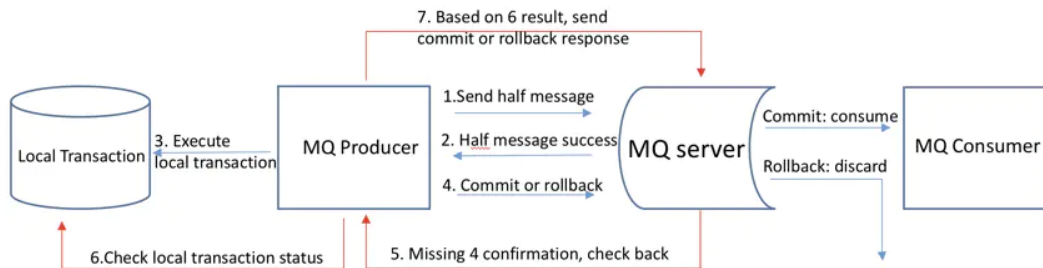 7. Based on 6 result, send
commit or rollback response
1.Send half message
Commit: consume
3. Execute
local transaction
Local Transaction
MQ Producer
2. Half message success
MQ server
MQ Consumer
Rollback: discard
4. Commit or rollback
6.Check local transaction status
5. Missing 4 confirmation, check back